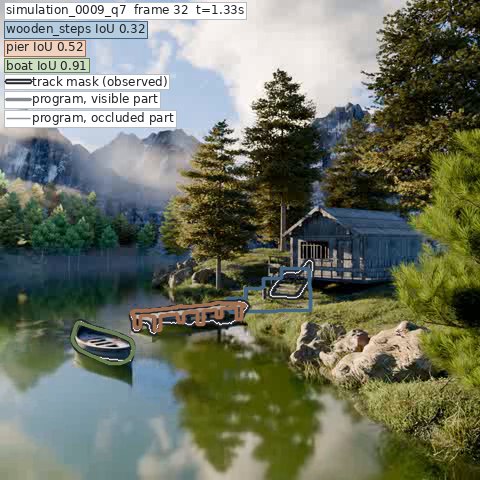 simulation_0009_q7 frame 32 t=1.33s
wooden_steps IoU 0.32
pier IoU 0.52
boat IoU 0.91
track mask (observed)
program, visible part
program, occluded part